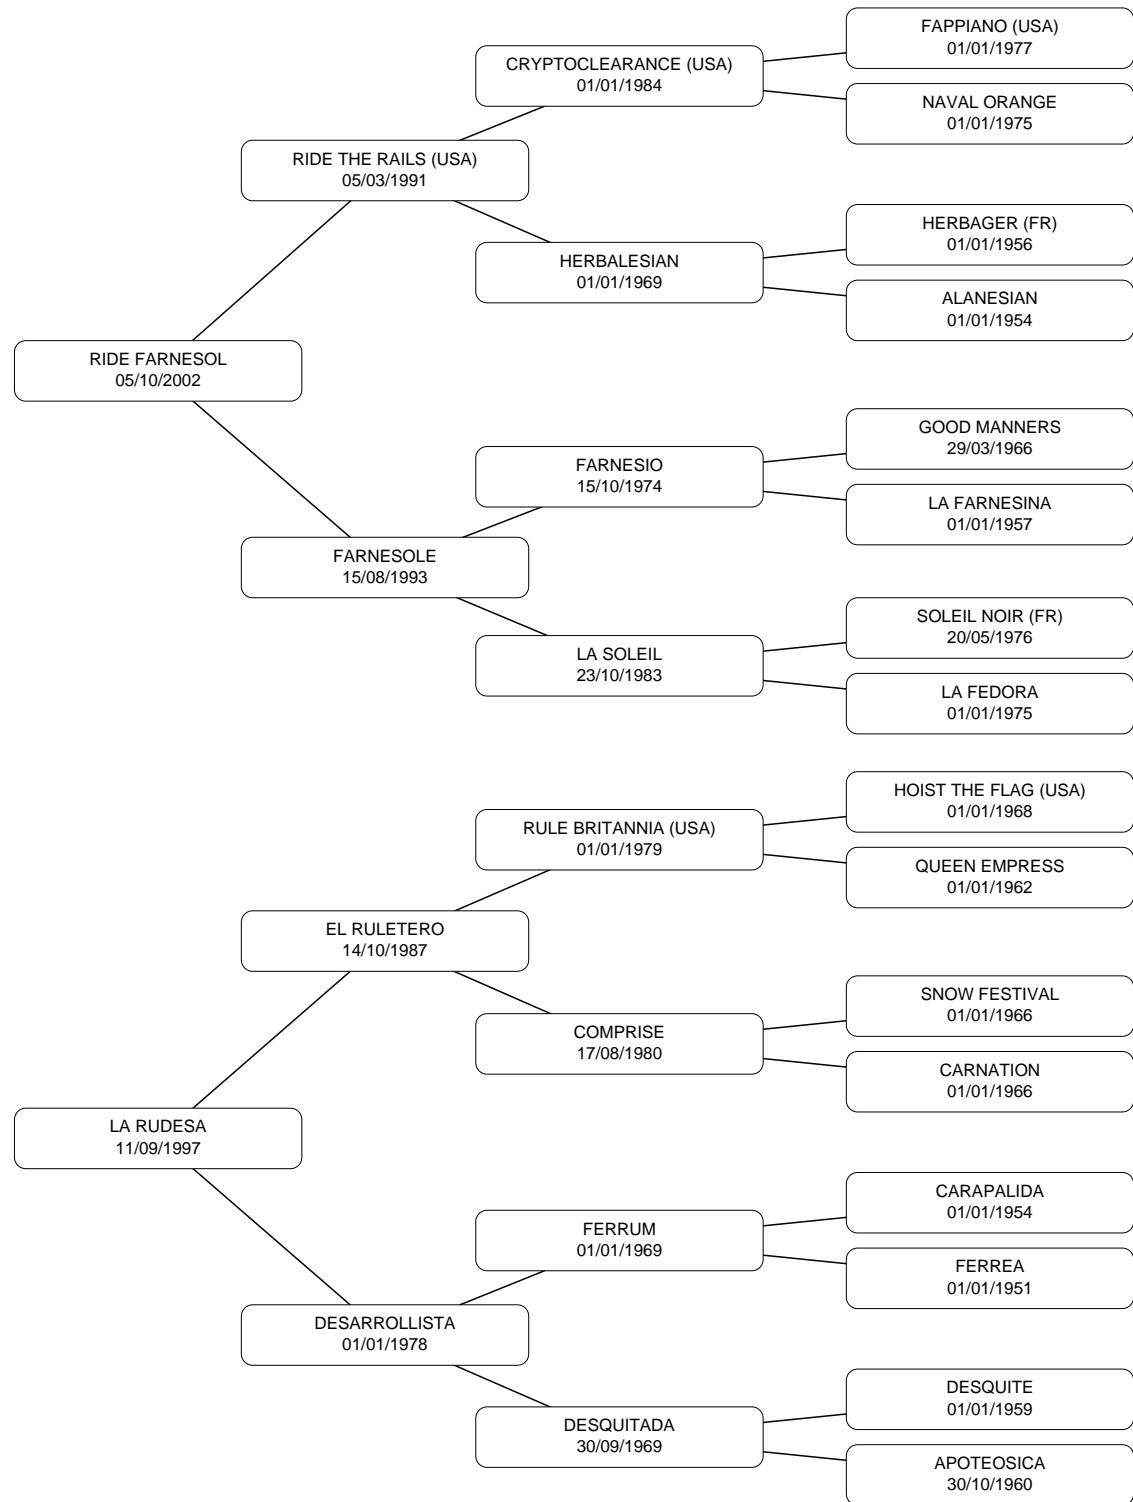 FAPPIANO (USA)
01/01/1977
CRYPTOCLEARANCE (USA)
01/01/1984
NAVAL ORANGE
01/01/1975
RIDE THE RAILS (USA)
05/03/1991
HERBAGER (FR)
01/01/1956
HERBALESIAN
01/01/1969
ALANESIAN
01/01/1954
RIDE FARNESOL
05/10/2002
GOOD MANNERS
29/03/1966
FARNESIO
15/10/1974
LA FARNESINA
01/01/1957
FARNESOLE
15/08/1993
SOLEIL NOIR (FR)
20/05/1976
LA SOLEIL
23/10/1983
LA FEDORA
01/01/1975
HOIST THE FLAG (USA)
01/01/1968
RULE BRITANNIA (USA)
01/01/1979
QUEEN EMPRESS
01/01/1962
EL RULETERO
14/10/1987
SNOW FESTIVAL
01/01/1966
COMPRISE
17/08/1980
CARNATION
01/01/1966
LA RUDESA
11/09/1997
CARAPALIDA
01/01/1954
FERRUM
01/01/1969
FERREA
01/01/1951
DESARROLLISTA
01/01/1978
DESQUITE
01/01/1959
DESQUITADA
30/09/1969
APOTEOSICA
30/10/1960